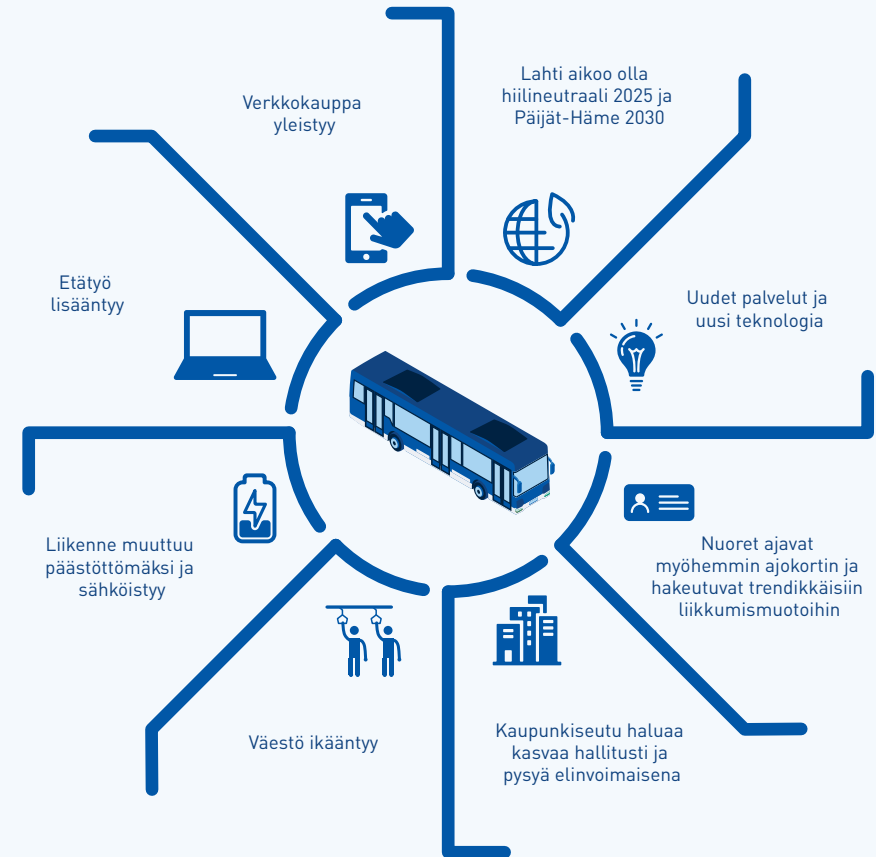 Verkkokauppa
yleistyy
Lahti aikoo olla
hiilineutraali 2025 ja
Päijät-Häme 2030
Uudet palvelut ja
uusi teknologia
Nuoret ajavat
myöhemmin ajokortin ja
hakeutuvat trendikkäisiin
liikkumismuotoihin
Kaupunkiseutu haluaa
kasvaa hallitusti ja
pysyä elinvoimaisena
Väestö ikääntyy
Liikenne muuttuu
päästöttömäksi ja
sähköistyy
Etätyö
lisääntyy